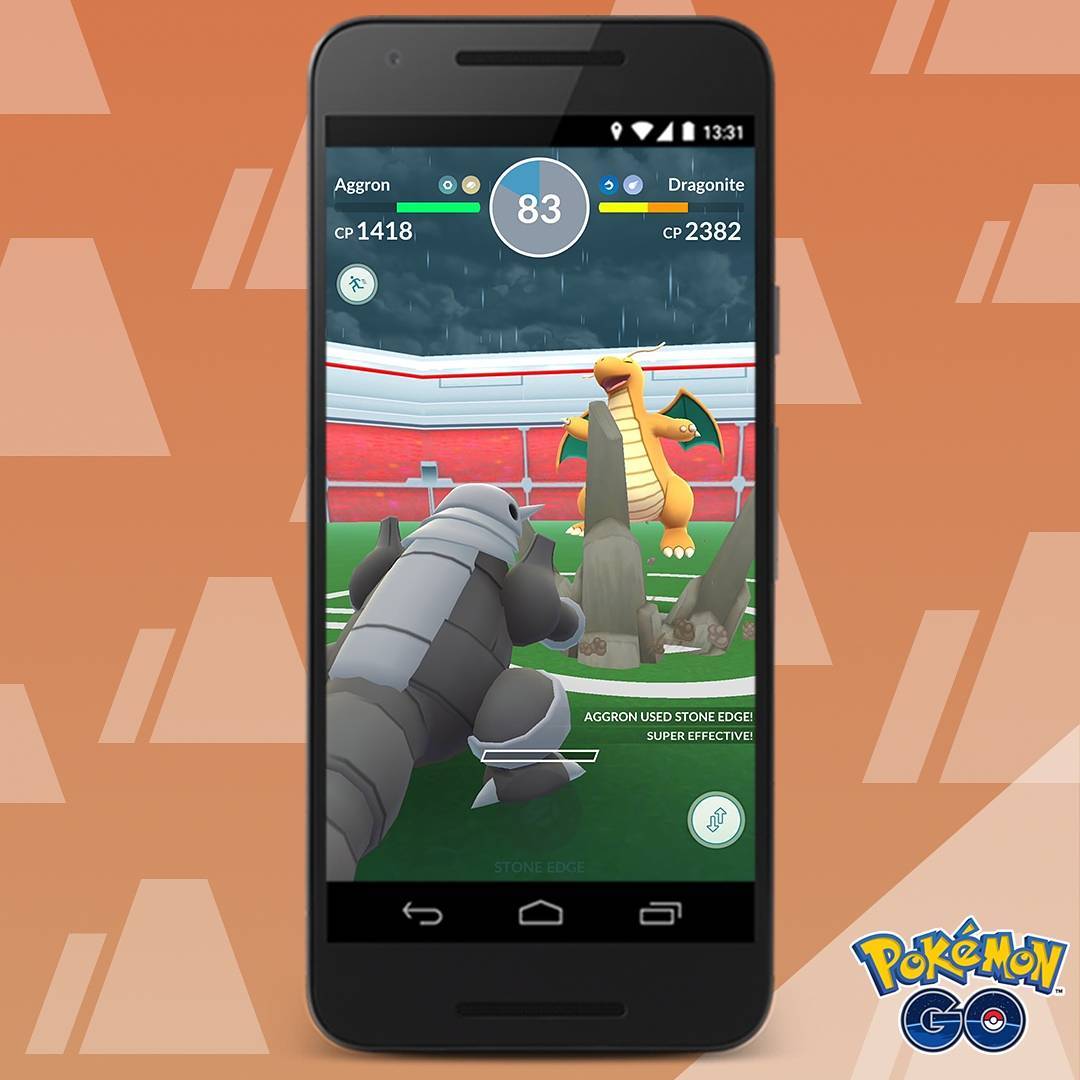 13:31
Aggron
83
Dragonite
CP 1418
CP 2382
AGGRON USED STONE EDGE!
SUPER EFFECTIVE!
STONE EDGE
POKéMON
TM
GO